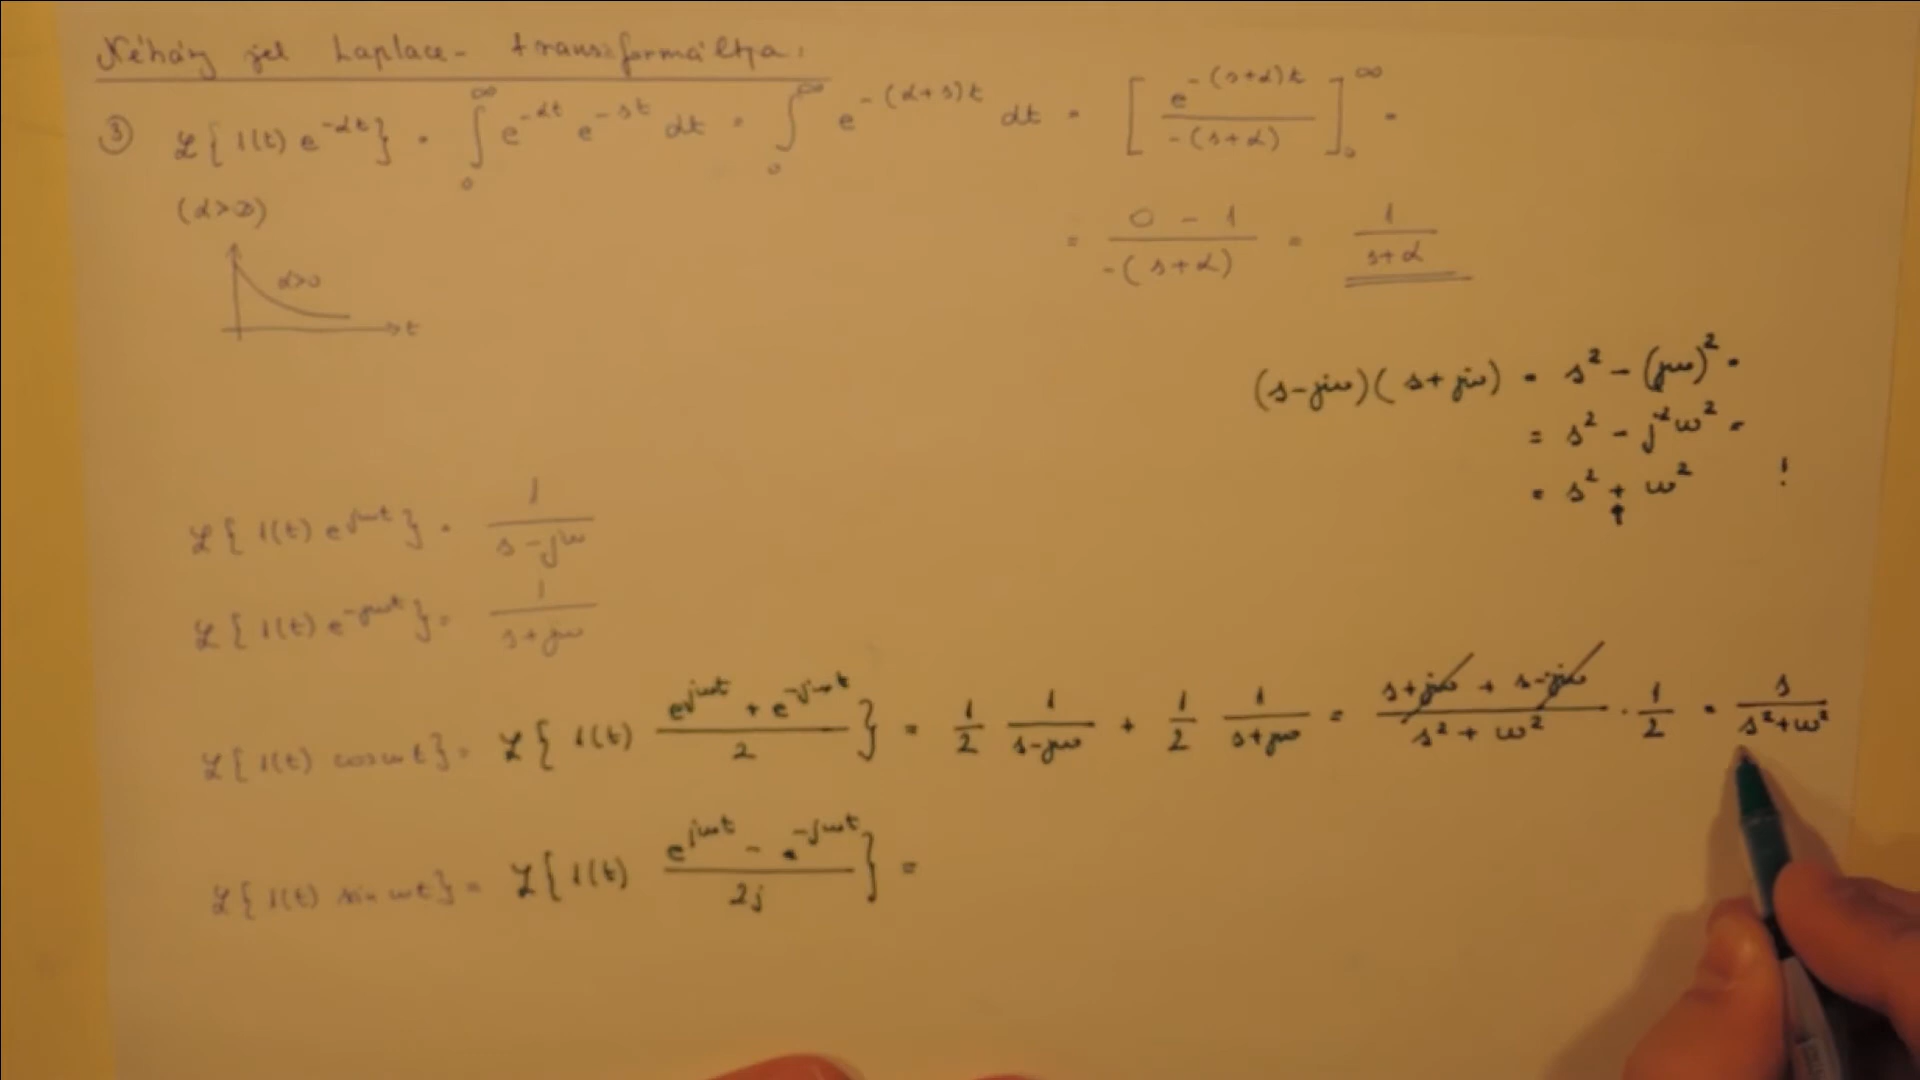 Néhány jel Laplace-transzformáltja:
③ ℒ{1(t) e^{-αt}} = ∫_0^∞ e^{-αt} e^{-st} dt = ∫_0^∞ e^{-(α+s)t} dt = [e^{-(s+α)t} / -(s+α)]_0^∞ =
(α>0)
= (0 - 1) / -(s+α) = 1 / (s+α)
α>0
t
(s-jω)(s+jω) = s² - (jω)² =
= s² - j²ω² =
= s² + ω² !
ℒ{1(t) e^{jωt}} = 1 / (s-jω)
ℒ{1(t) e^{-jωt}} = 1 / (s+jω)
ℒ{1(t) cos ωt} = ℒ{1(t) (e^{jωt} + e^{-jωt}) / 2} = 1/2 1/(s-jω) + 1/2 1/(s+jω) = (s+jω + s-jω) / (s²+ω²) · 1/2 = s / (s²+ω²)
ℒ{1(t) sin ωt} = ℒ{1(t) (e^{jωt} - e^{-jωt}) / 2j} =